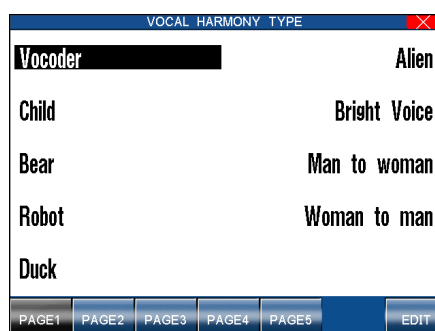 VOCAL HARMONY TYPE
Vocoder Alien
Child Bright Voice
Bear Man to woman
Robot Woman to man
Duck
PAGE1 PAGE2 PAGE3 PAGE4 PAGE5 EDIT